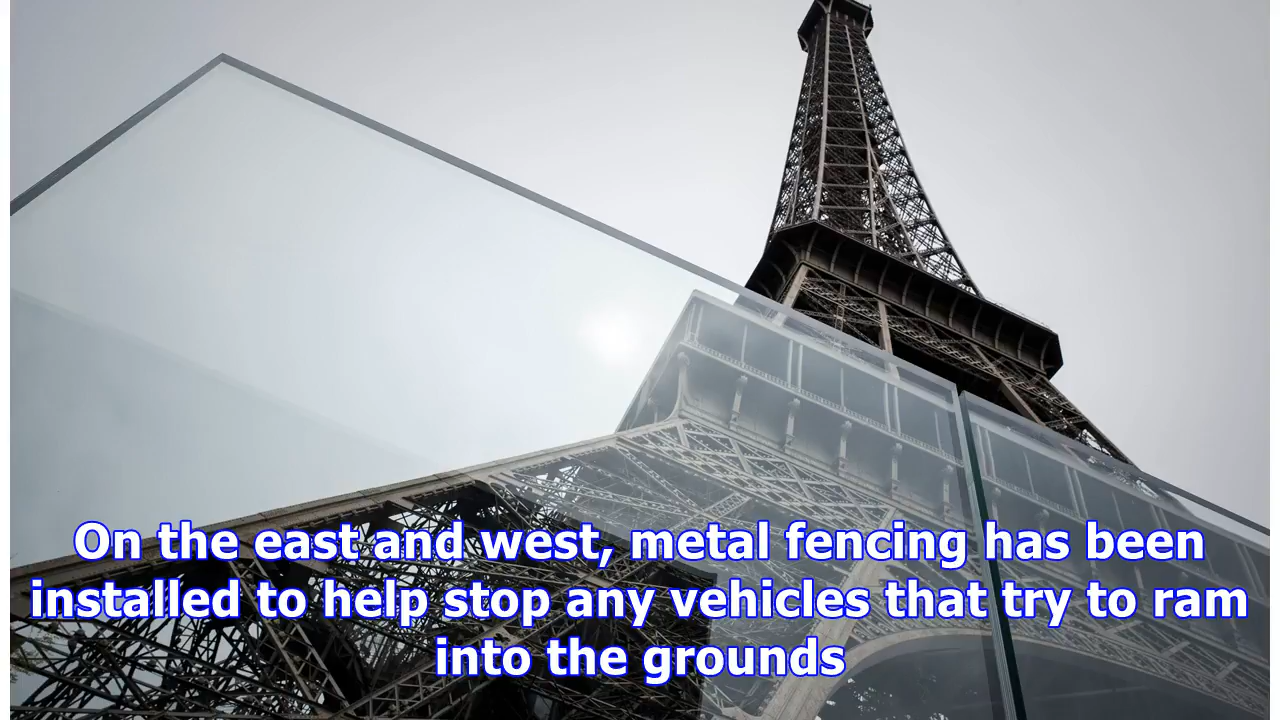 On the east and west, metal fencing has been
installed to help stop any vehicles that try to ram
into the grounds